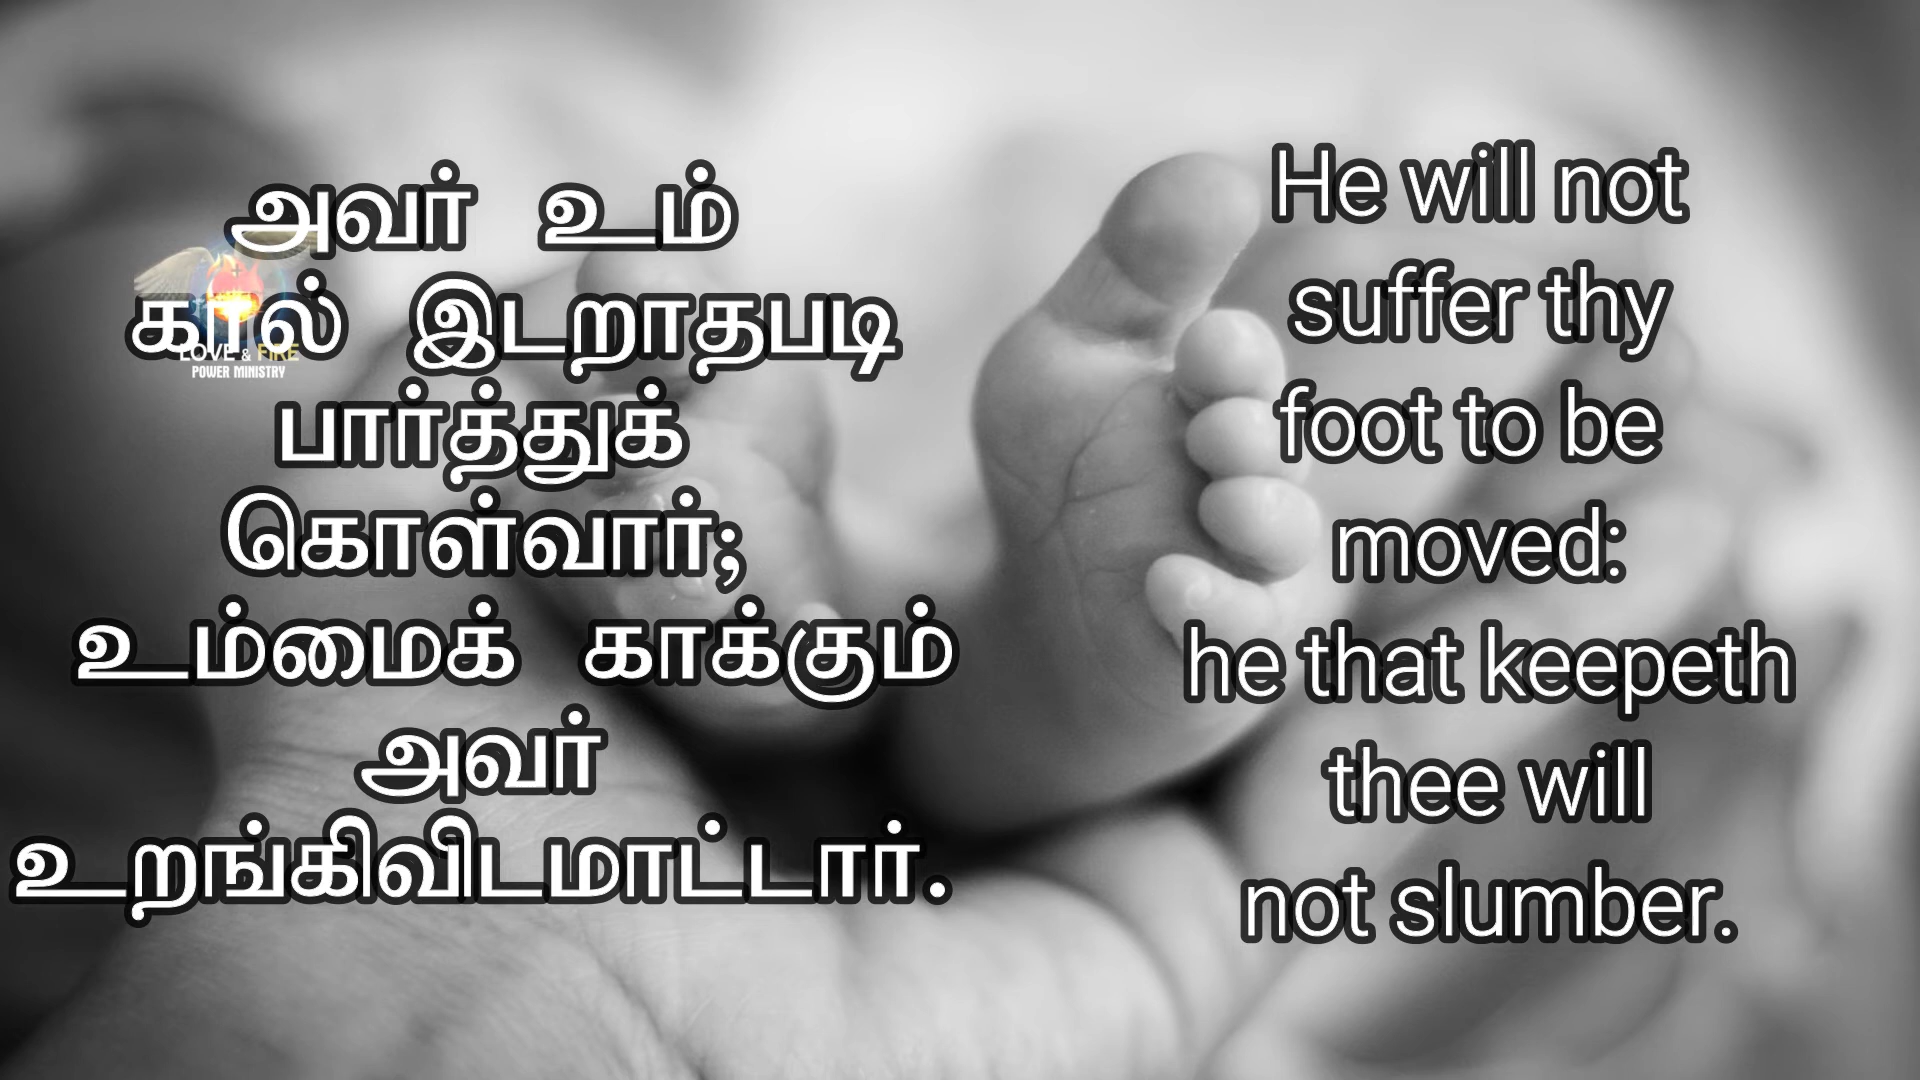 அவர் உம்
கால் இடறாதபடி
பார்த்துக்
கொள்வார்;
உம்மைக் காக்கும்
அவர்
உறங்கிவிடமாட்டார்.
LOVE & FIRE
POWER MINISTRY
He will not
suffer thy
foot to be
moved:
he that keepeth
thee will
not slumber.